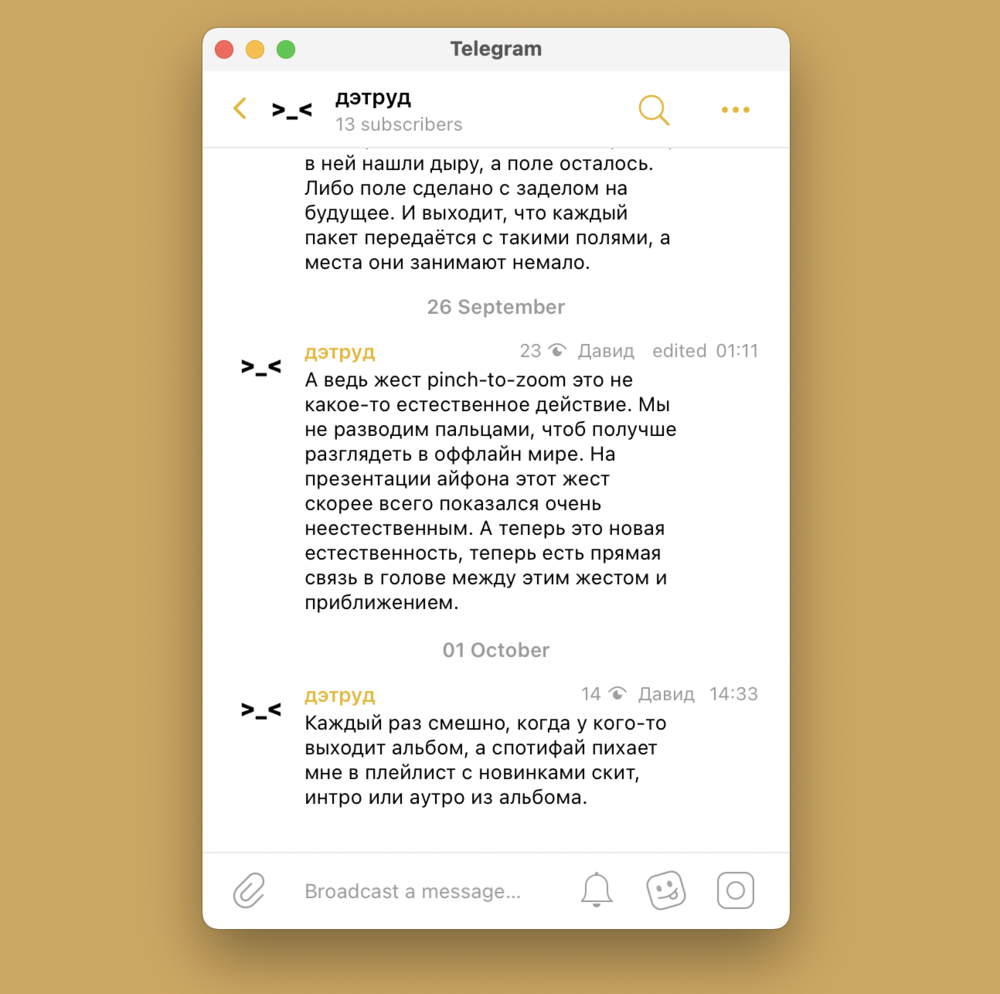 Telegram
>_<
дэтруд
13 subscribers
в ней нашли дыру, а поле осталось.
Либо поле сделано с заделом на
будущее. И выходит, что каждый
пакет передаётся с такими полями, а
места они занимают немало.
26 September
>_<
дэтруд 23 Давид edited 01:11
А ведь жест pinch-to-zoom это не
какое-то естественное действие. Мы
не разводим пальцами, чтоб получше
разглядеть в оффлайн мире. На
презентации айфона этот жест
скорее всего показался очень
неестественным. А теперь это новая
естественность, теперь есть прямая
связь в голове между этим жестом и
приближением.
01 October
>_<
дэтруд 14 Давид 14:33
Каждый раз смешно, когда у кого-то
выходит альбом, а спотифай пихает
мне в плейлист с новинками скит,
интро или аутро из альбома.
Broadcast a message...